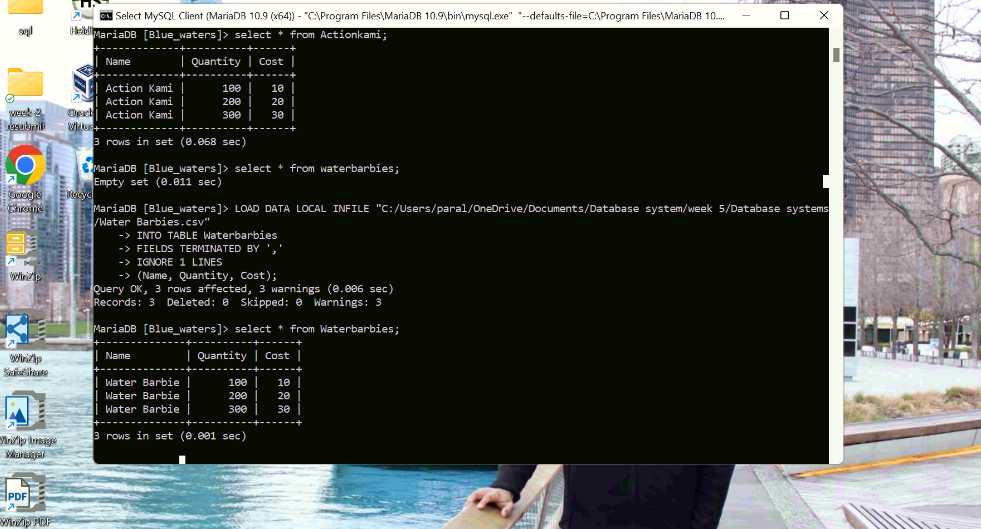 Select MySQL Client (MariaDB 10.9 (x64)) - "C:\Program Files\MariaDB 10.9\bin\mysql.exe" "--defaults-file=C:\Program Files\MariaDB 10....
MariaDB [Blue_waters]> select * from Actionkami;
+-------------+----------+------+
| Name | Quantity | Cost |
+-------------+----------+------+
| Action Kami | 100 | 10 |
| Action Kami | 200 | 20 |
| Action Kami | 300 | 30 |
+-------------+----------+------+
3 rows in set (0.068 sec)
MariaDB [Blue_waters]> select * from waterbarbies;
Empty set (0.011 sec)
MariaDB [Blue_waters]> LOAD DATA LOCAL INFILE "C:/Users/paral/OneDrive/Documents/Database system/week 5/Database systems
/Water Barbies.csv"
-> INTO TABLE Waterbarbies
-> FIELDS TERMINATED BY ','
-> IGNORE 1 LINES
-> (Name, Quantity, Cost);
Query OK, 3 rows affected, 3 warnings (0.006 sec)
Records: 3 Deleted: 0 Skipped: 0 Warnings: 3
MariaDB [Blue_waters]> select * from Waterbarbies;
+--------------+----------+------+
| Name | Quantity | Cost |
+--------------+----------+------+
| Water Barbie | 100 | 10 |
| Water Barbie | 200 | 20 |
| Water Barbie | 300 | 30 |
+--------------+----------+------+
3 rows in set (0.001 sec)
sql
week 2
resubmit
Google
Chrome
WinZip
WinZip
SafeShare
WinZip Image
Manager
PDF
WinZip PDF